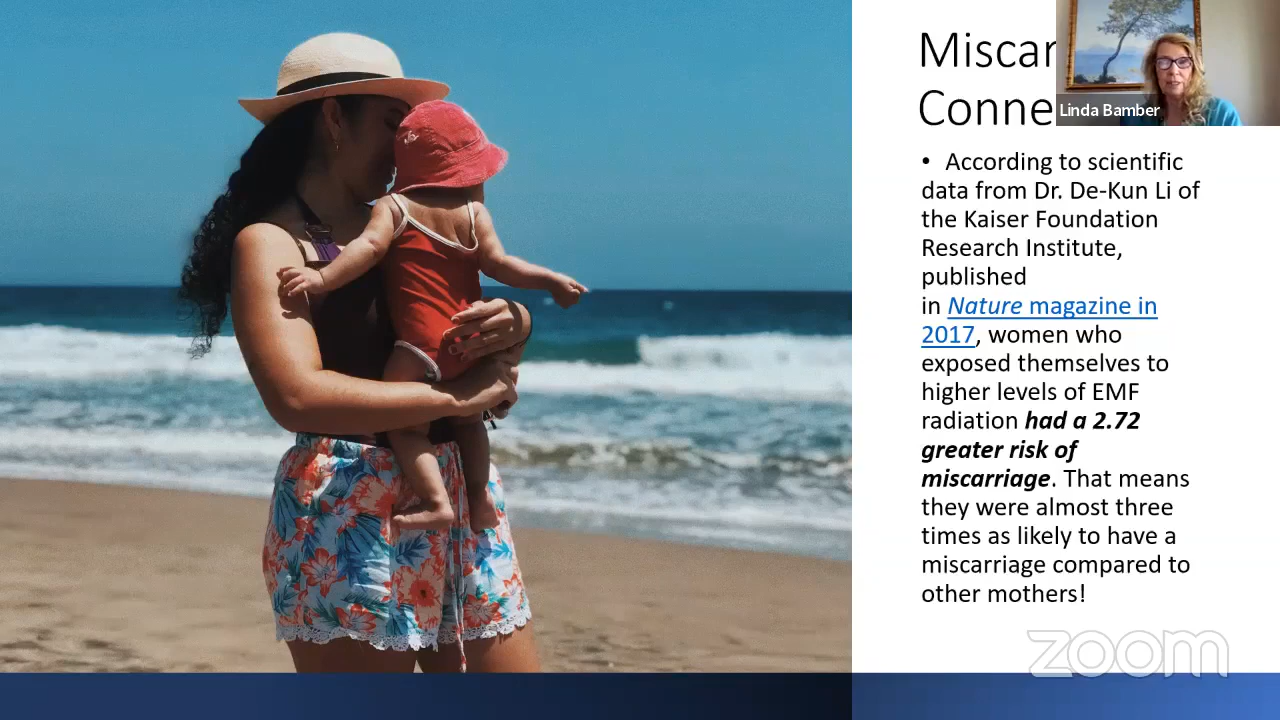 Miscar
Conne
Linda Bamber
• According to scientific
data from Dr. De-Kun Li of
the Kaiser Foundation
Research Institute,
published
in Nature magazine in
2017, women who
exposed themselves to
higher levels of EMF
radiation had a 2.72
greater risk of
miscarriage. That means
they were almost three
times as likely to have a
miscarriage compared to
other mothers!
zoom